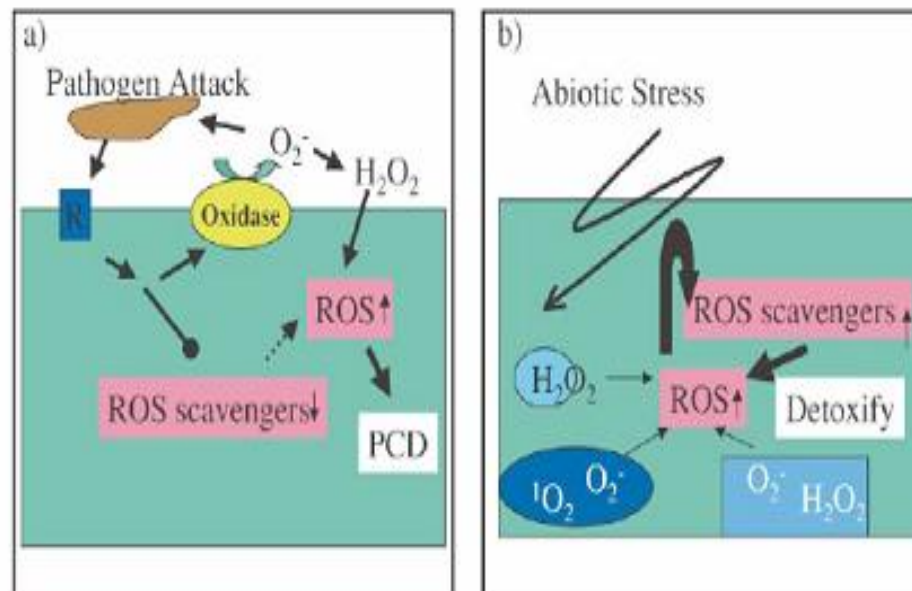 a)
Pathogen Attack
O₂⁻
H₂O₂
R
Oxidase
ROS↑
ROS scavengers↓
PCD
b)
Abiotic Stress
ROS scavengers↑
H₂O₂
ROS↑
Detoxify
¹O₂ O₂⁻
O₂⁻
H₂O₂